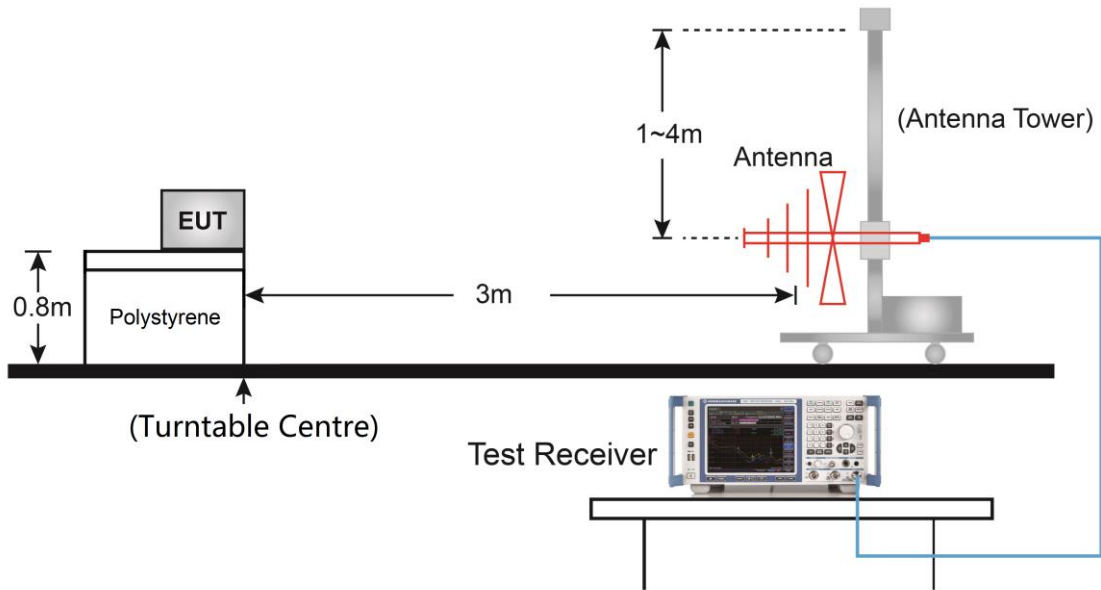 (Antenna Tower)
1~4m
Antenna
EUT
0.8m
Polystyrene
3m
(Turntable Centre)
Test Receiver